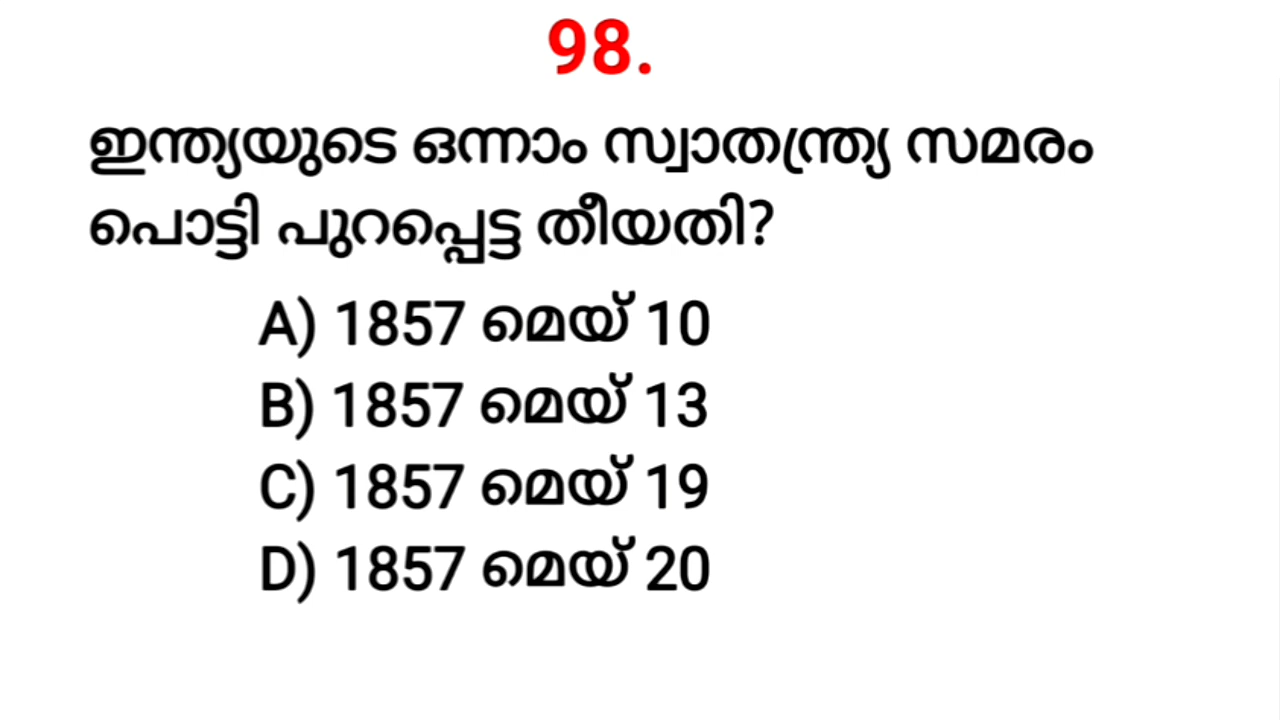 98.
ഇന്ത്യയുടെ ഒന്നാം സ്വാതന്ത്ര്യ സമരം
പൊട്ടി പുറപ്പെട്ട തീയതി?
A) 1857 മെയ് 10
B) 1857 മെയ് 13
C) 1857 മെയ് 19
D) 1857 മെയ് 20